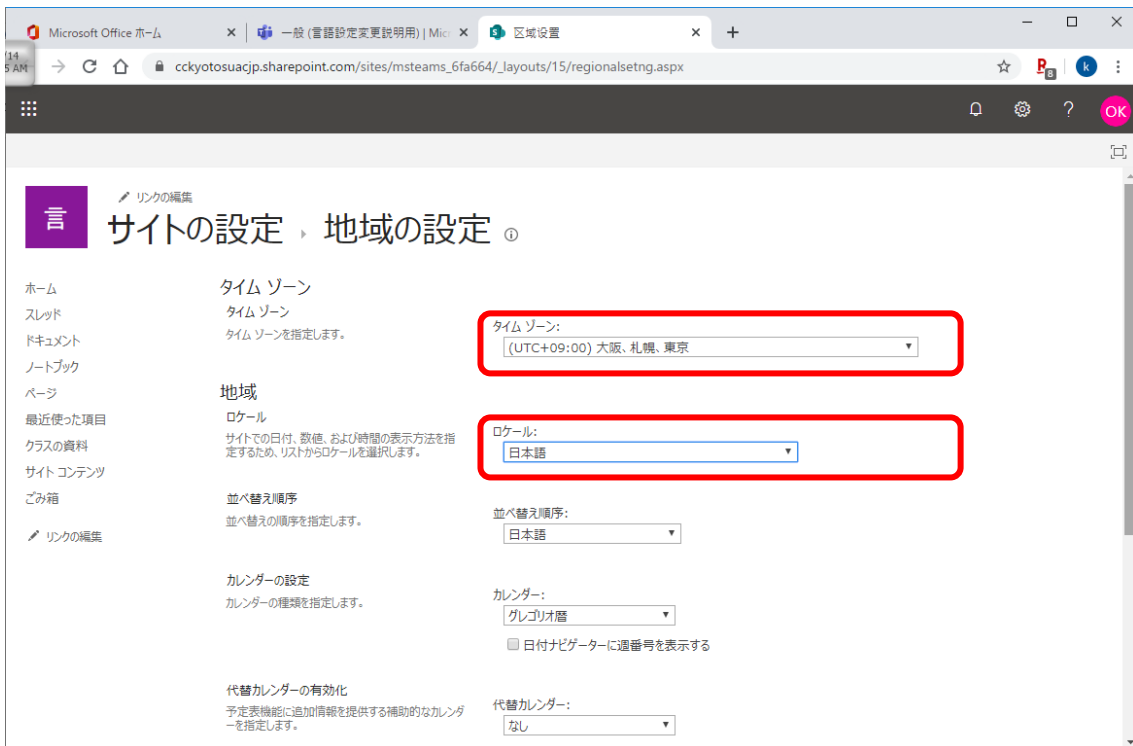 Microsoft Office ホーム
一般 (言語設定変更説明用) | Micr
区域设置
/14
5 AM
cckyotosuacjp.sharepoint.com/sites/msteams_6fa664/_layouts/15/regionalsetng.aspx
R
8
k
OK
言
リンクの編集
サイトの設定 › 地域の設定
ホーム
スレッド
ドキュメント
ノートブック
ページ
最近使った項目
クラスの資料
サイト コンテンツ
ごみ箱
リンクの編集
タイム ゾーン
タイム ゾーン
タイム ゾーンを指定します。
タイム ゾーン:
(UTC+09:00) 大阪、札幌、東京
地域
ロケール
サイトでの日付、数値、および時間の表示方法を指
定するため、リストからロケールを選択します。
ロケール:
日本語
並べ替え順序
並べ替えの順序を指定します。
並べ替え順序:
日本語
カレンダーの設定
カレンダーの種類を指定します。
カレンダー:
グレゴリオ暦
日付ナビゲーターに週番号を表示する
代替カレンダーの有効化
予定表機能に追加情報を提供する補助的なカレンダ
ーを指定します。
代替カレンダー:
なし